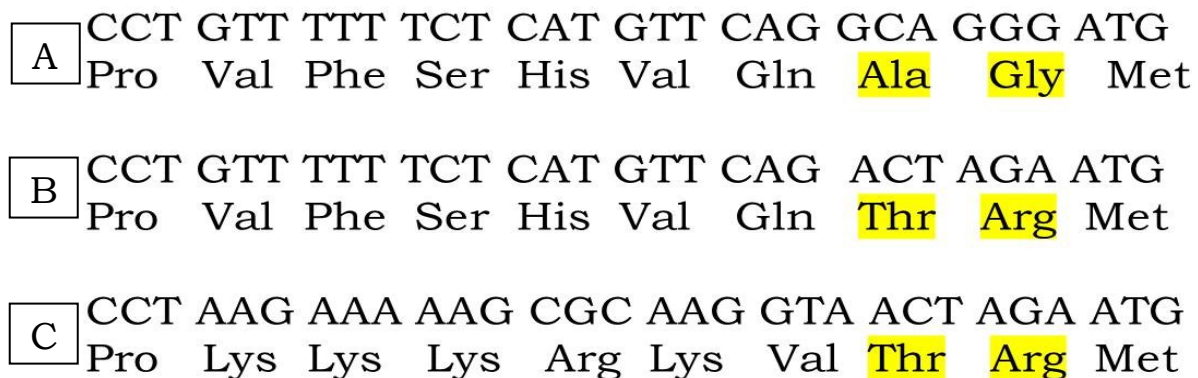 A
CCT GTT TTT TCT CAT GTT CAG GCA GGG ATG
Pro Val Phe Ser His Val Gln Ala Gly Met
B
CCT GTT TTT TCT CAT GTT CAG ACT AGA ATG
Pro Val Phe Ser His Val Gln Thr Arg Met
C
CCT AAG AAA AAG CGC AAG GTA ACT AGA ATG
Pro Lys Lys Lys Arg Lys Val Thr Arg Met